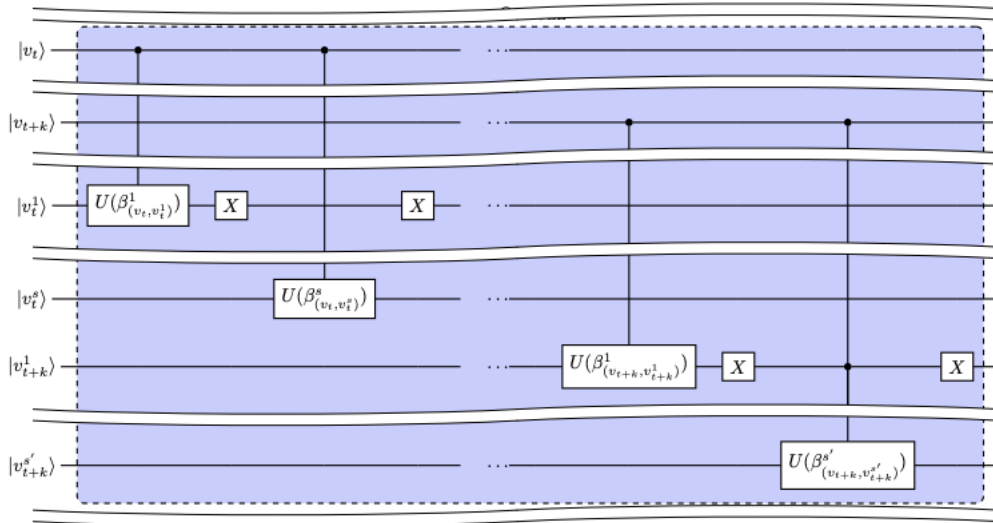 |v_t⟩ ...
|v_{t+k}⟩ ...
|v_t^1⟩ U(β^1_{(v_t,v_t^1)}) X X ...
|v_t^s⟩ U(β^s_{(v_t,v_t^s)}) ...
|v_{t+k}^1⟩ ... U(β^1_{(v_{t+k},v_{t+k}^1)}) X X
|v_{t+k}^{s'}⟩ ... U(β^{s'}_{(v_{t+k},v_{t+k}^{s'})})